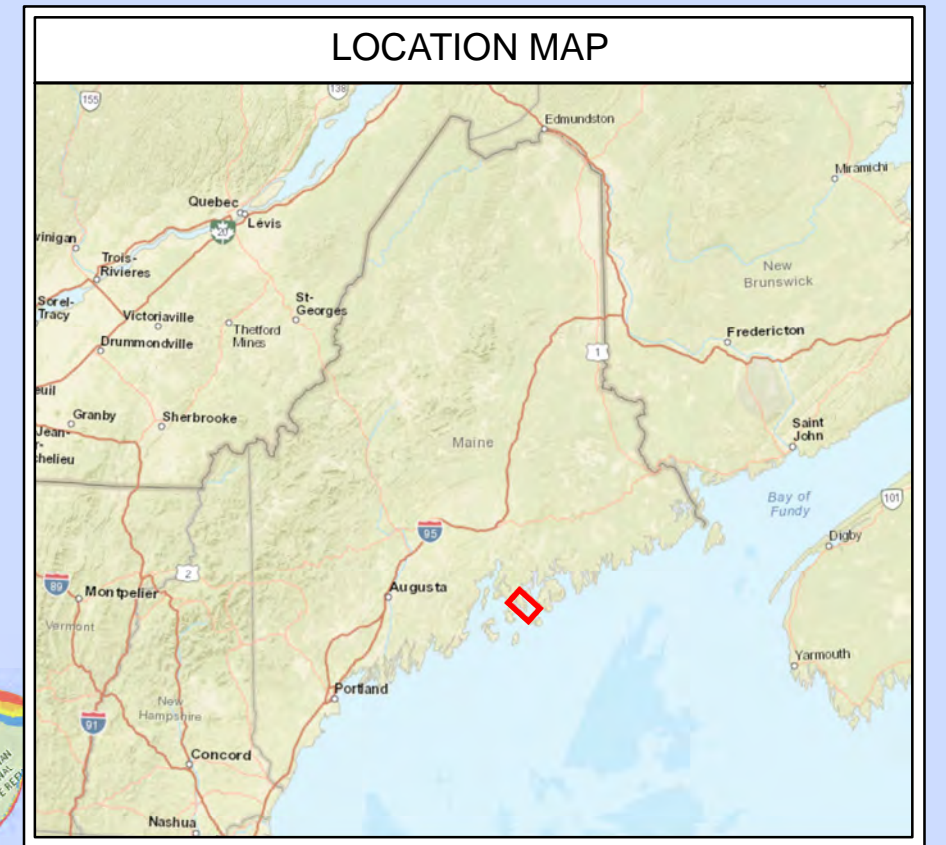 LOCATION MAP
155
138
Edmundston
Miramichi
Quebec
Lévis
20
vinigan
Trois-
Rivieres
New
Brunswick
Sorel-
Tracy
St-
Georges
Victoriaville
Thetford
Mines
Drummondville
Fredericton
1
euil
Granby
Sherbrooke
Jean-
r-
chelieu
Maine
Saint
John
Bay of
Fundy
101
95
Digby
2
89
Montpelier
Augusta
Vermont
Yarmouth
Portland
New
Hampshire
91
Concord
Nashua